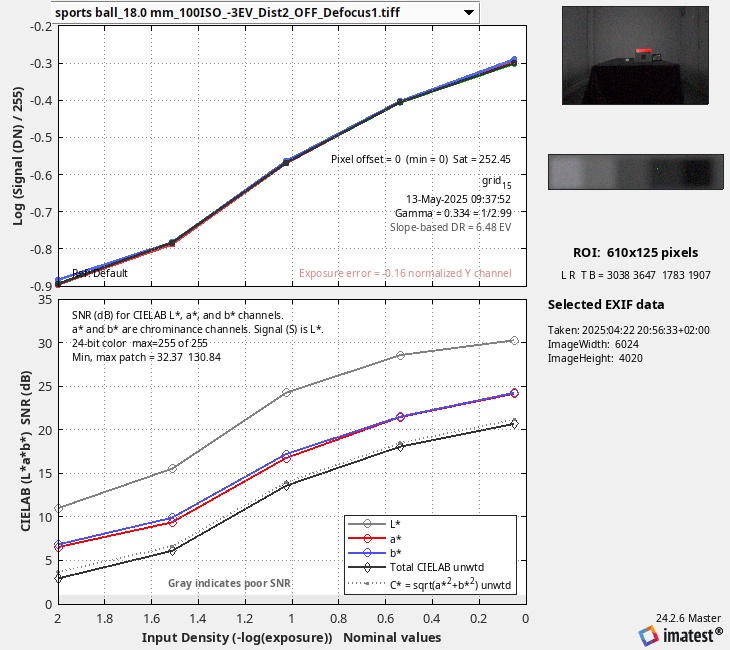 sports ball_18.0 mm_100ISO_-3EV_Dist2_OFF_Defocus1.tiff
-0.2
-0.3
-0.4
-0.5
-0.6
-0.7
-0.8
-0.9
Log (Signal (DN) / 255)
Pixel offset = 0 (min = 0) Sat = 252.45
grid15
13-May-2025 09:37:52
Gamma = 0.334 = 1/2.99
Slope-based DR = 6.48 EV
Ref: Default
Exposure error = -0.16 normalized Y channel
ROI: 610x125 pixels
L R T B = 3038 3647 1783 1907
Selected EXIF data
Taken: 2025:04:22 20:56:33+02:00
ImageWidth: 6024
ImageHeight: 4020
35
30
25
20
15
10
5
0
CIELAB (L*a*b*) SNR (dB)
SNR (dB) for CIELAB L*, a*, and b* channels.
a* and b* are chrominance channels. Signal (S) is L*.
24-bit color max=255 of 255
Min, max patch = 32.37 130.84
L*
a*
b*
Total CIELAB unwtd
C* = sqrt(a*2+b*2) unwtd
Gray indicates poor SNR
2 1.8 1.6 1.4 1.2 1 0.8 0.6 0.4 0.2 0
Input Density (-log(exposure)) Nominal values
24.2.6 Master
imatest®